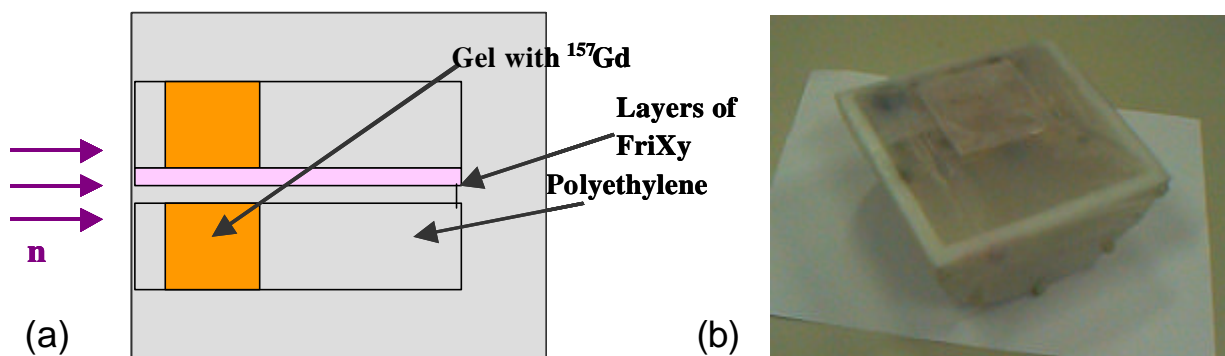 Gel with ¹⁵⁷Gd
Layers of
FriXy
Polyethylene
n
(a)
(b)